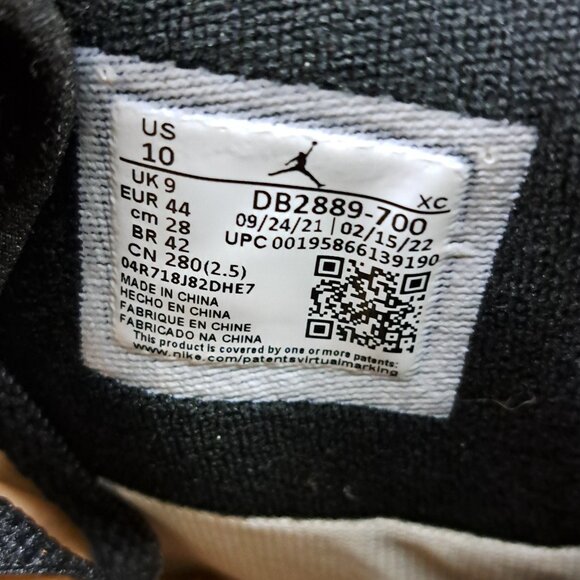 US
10
XC
UK 9
DB2889-700
EUR 44
09/24/21 | 02/15/22
cm 28
UPC 00195866139190
BR 42
CN 280(2.5)
04R718J82DHE7
MADE IN CHINA
HECHO EN CHINA
FABRIQUE EN CHINE
FABRICADO NA CHINA
This product is covered by one or more patents:
www.nike.com/patentsvirtualmarking